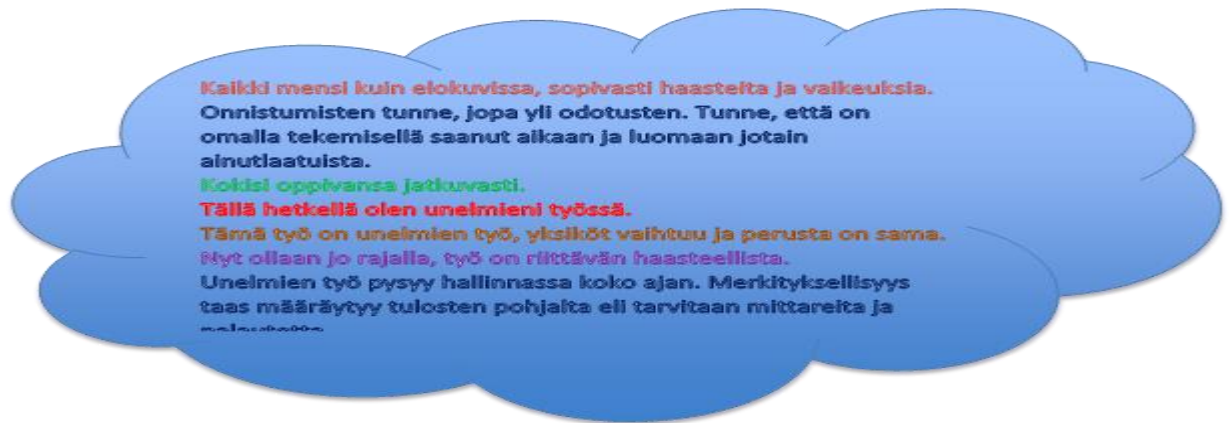 Kaikki mensi kuin elokuvissa, sopivasti haasteita ja vaikeuksia.
Onnistumisten tunne, jopa yli odotusten. Tunne, että on
omalla tekemisellä saanut aikaan ja luomaan jotain
ainutlaatuista.
Kokisi oppivansa jatkuvasti.
Tällä hetkellä olen unelmieni työssä.
Tämä työ on unelmien työ, yksiköt vaihtuu ja perusta on sama.
Nyt ollaan jo rajalla, työ on riittävän haasteellista.
Unelmien työ pysyy hallinnassa koko ajan. Merkityksellisyys
taas määräytyy tulosten pohjalta eli tarvitaan mittareita ja